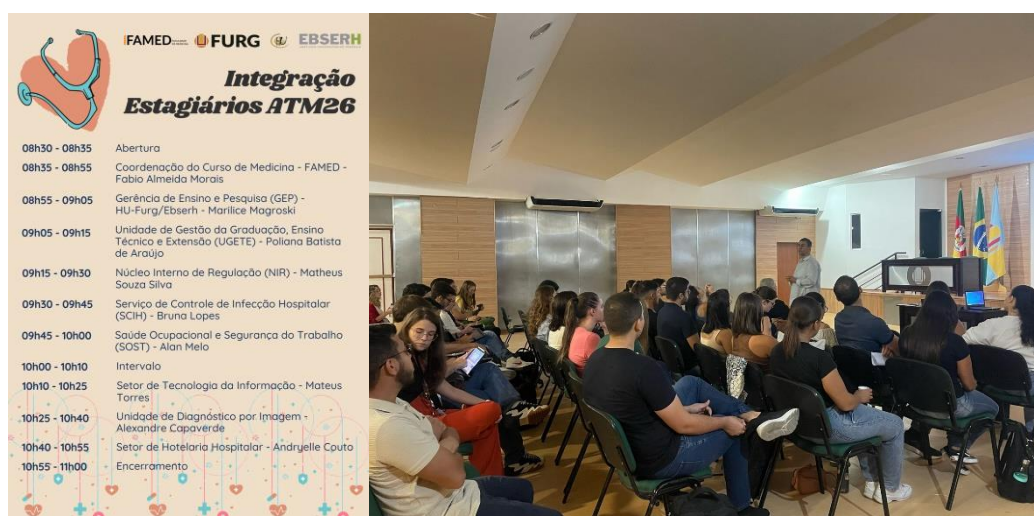 FAMED FURG EBSERH
Integração
Estagiários ATM26
08h30 - 08h35 Abertura
08h35 - 08h55 Coordenação do Curso de Medicina - FAMED -
Fabio Almeida Morais
08h55 - 09h05 Gerência de Ensino e Pesquisa (GEP) -
HU-Furg/Ebserh - Marilice Magroski
09h05 - 09h15 Unidade de Gestão da Graduação, Ensino
Técnico e Extensão (UGETE) - Poliana Batista
de Araújo
09h15 - 09h30 Núcleo Interno de Regulação (NIR) - Matheus
Souza Silva
09h30 - 09h45 Serviço de Controle de Infecção Hospitalar
(SCIH) - Bruna Lopes
09h45 - 10h00 Saúde Ocupacional e Segurança do Trabalho
(SOST) - Alan Melo
10h00 - 10h10 Intervalo
10h10 - 10h25 Setor de Tecnologia da Informação - Mateus
Torres
10h25 - 10h40 Unidade de Diagnóstico por Imagem -
Alexandre Capaverde
10h40 - 10h55 Setor de Hotelaria Hospitalar - Andryelle Couto
10h55 - 11h00 Encerramento